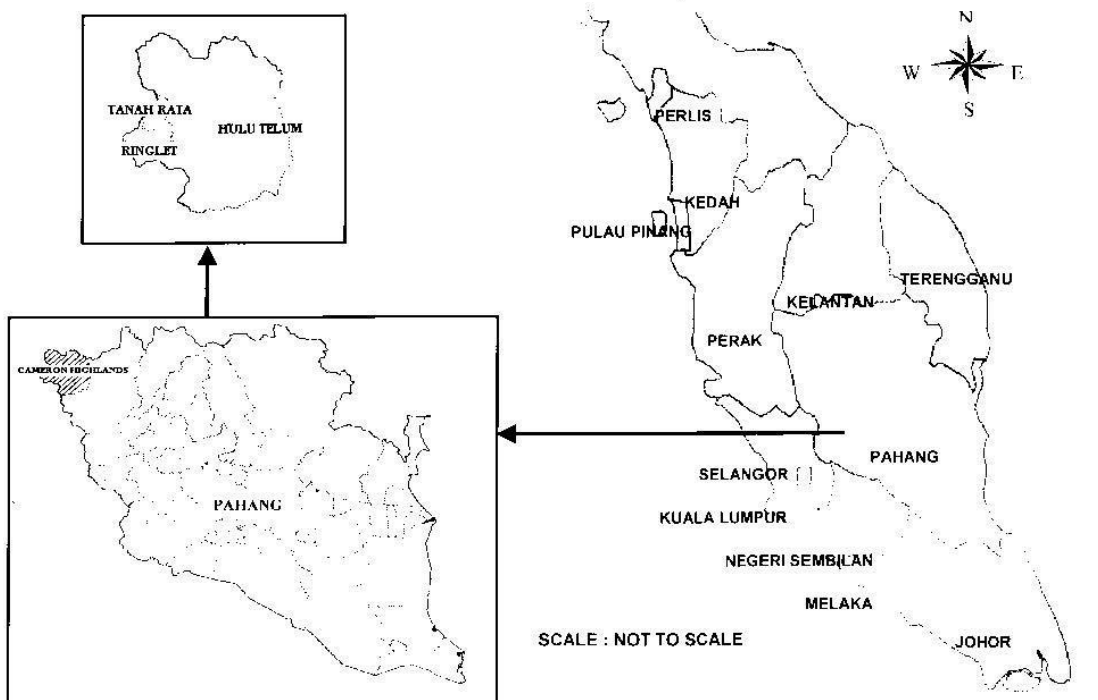 TANAH RATA
HULU TELUM
RINGLET
CAMERON HIGHLANDS
PAHANG
N
W
E
S
PERLIS
KEDAH
PULAU PINANG
TERENGGANU
KELANTAN
PERAK
PAHANG
SELANGOR
KUALA LUMPUR
NEGERI SEMBILAN
MELAKA
SCALE : NOT TO SCALE
JOHOR